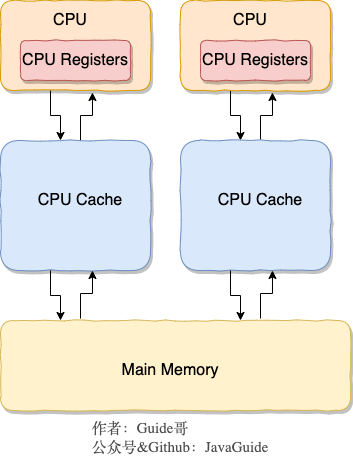 CPU
CPU
CPU Registers
CPU Registers
CPU Cache
CPU Cache
Main Memory
作者：Guide哥
公众号&Github：JavaGuide